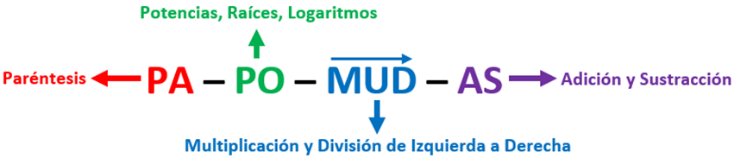 Potencias, Raíces, Logaritmos
Paréntesis PA – PO – MUD – AS Adición y Sustracción
Multiplicación y División de Izquierda a Derecha